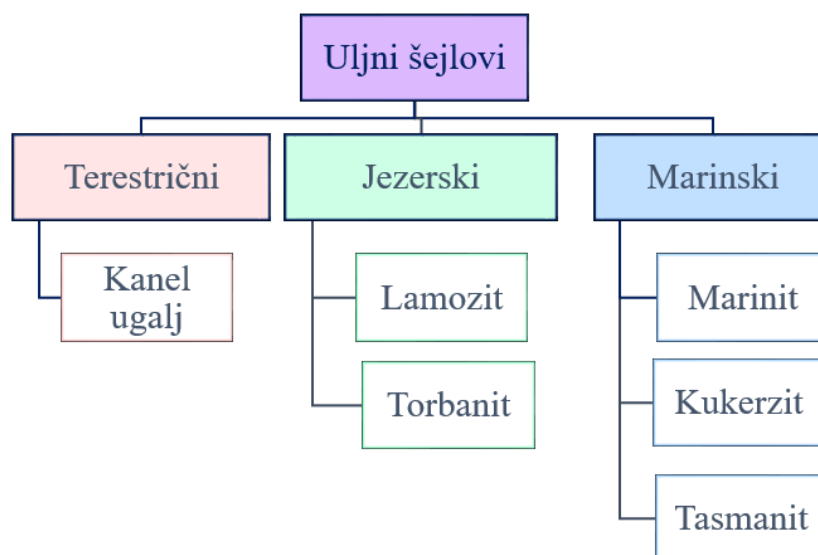 Uljni šejlovi
Terestrični
Jezerski
Marinski
Kanel
ugalj
Lamozit
Marinit
Torbanit
Kukerzit
Tasmanit